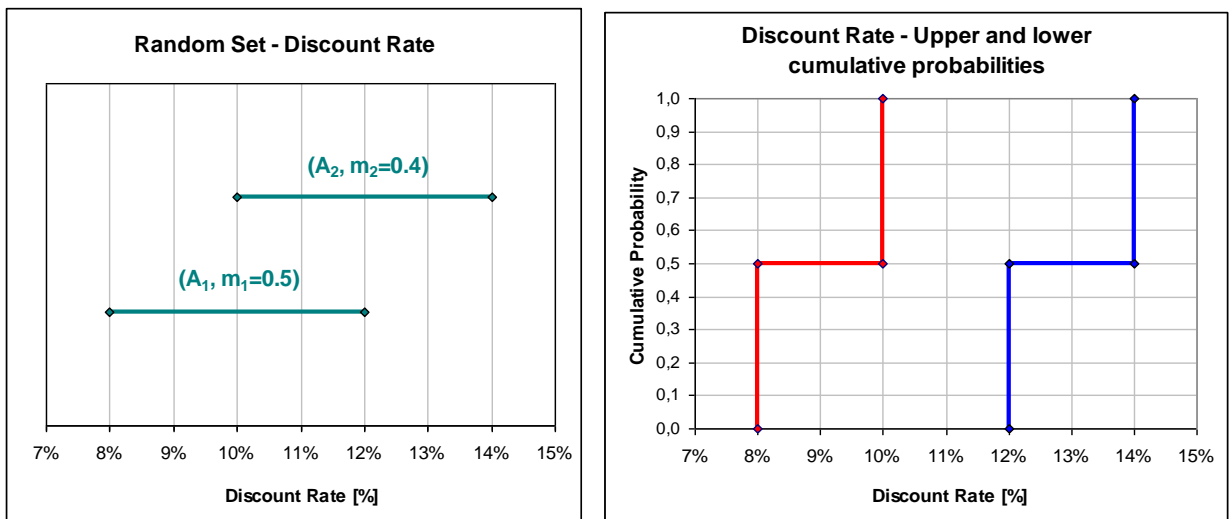 Random Set - Discount Rate
(A₂, m₂=0.4)
(A₁, m₁=0.5)
7% 8% 9% 10% 11% 12% 13% 14% 15%
Discount Rate [%]
Discount Rate - Upper and lower
cumulative probabilities
Cumulative Probability
1,0
0,9
0,8
0,7
0,6
0,5
0,4
0,3
0,2
0,1
0,0
7% 8% 9% 10% 11% 12% 13% 14% 15%
Discount Rate [%]